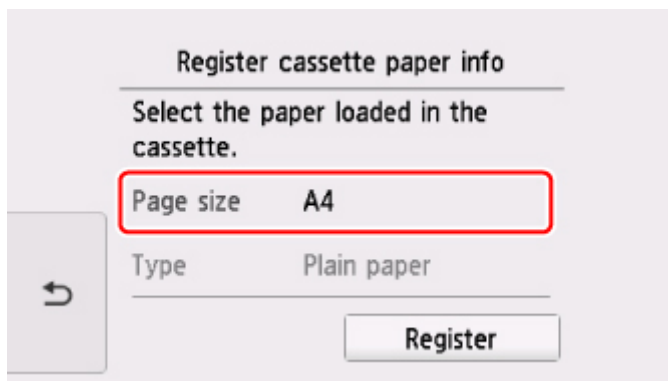 Register cassette paper info
Select the paper loaded in the
cassette.
Page size A4
Type Plain paper
Register